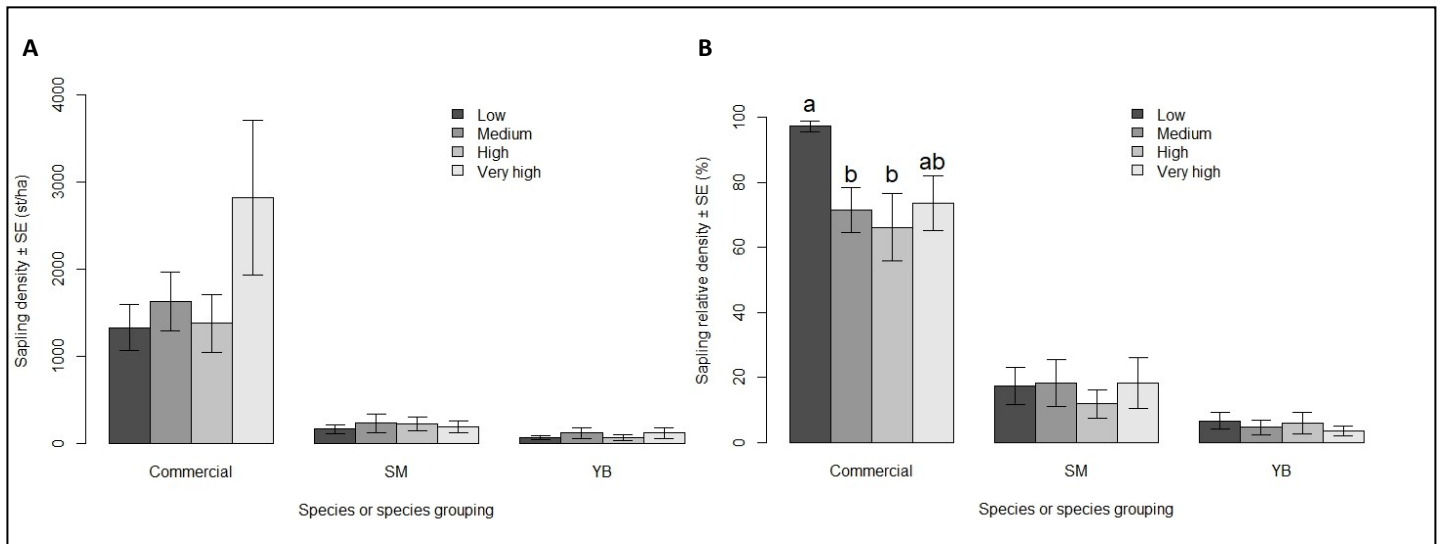 A
Sapling density ± SE (st/ha)
4000
3000
2000
1000
0
Low
Medium
High
Very high
Commercial
SM
YB
Species or species grouping
B
Sapling relative density ± SE (%)
100
80
60
40
20
0
a
b
b
ab
Low
Medium
High
Very high
Commercial
SM
YB
Species or species grouping